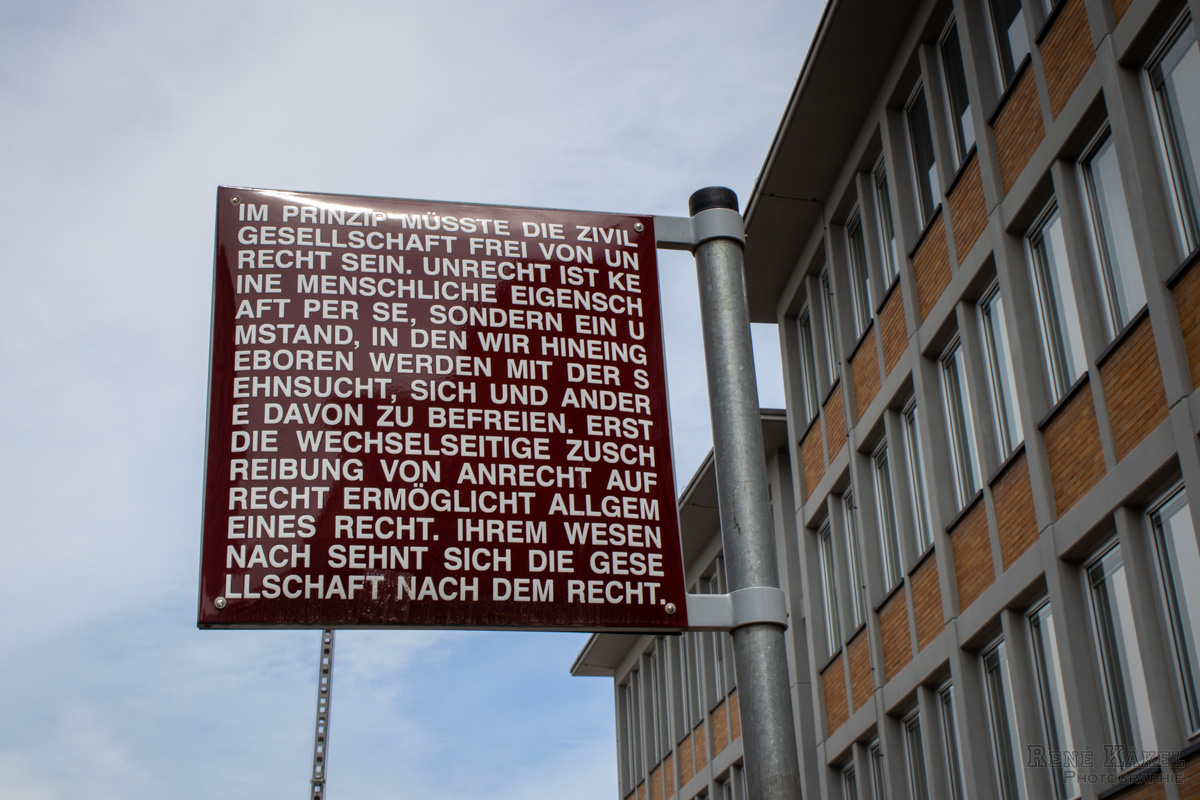 IM PRINZIP MÜSSTE DIE ZIVIL
GESELLSCHAFT FREI VON UN
RECHT SEIN. UNRECHT IST KE
INE MENSCHLICHE EIGENSCH
AFT PER SE, SONDERN EIN U
MSTAND, IN DEN WIR HINEING
EBOREN WERDEN MIT DER S
EHNSUCHT, SICH UND ANDER
E DAVON ZU BEFREIEN. ERST
DIE WECHSELSEITIGE ZUSCH
REIBUNG VON ANRECHT AUF
RECHT ERMÖGLICHT ALLGEM
EINES RECHT. IHREM WESEN
NACH SEHNT SICH DIE GESE
LLSCHAFT NACH DEM RECHT.
RENÉ KÄKEL
PHOTOGRAPHIE